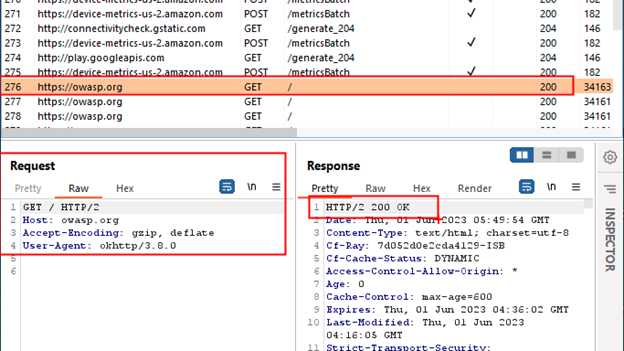 270 https://device-metrics-us-2.amazon.com POST /metricsBatch ✓ 200 182
271 https://device-metrics-us-2.amazon.com POST /metricsBatch ✓ 200 182
272 http://connectivitycheck.gstatic.com GET /generate_204 204 146
273 https://device-metrics-us-2.amazon.com POST /metricsBatch ✓ 200 182
274 http://play.googleapis.com GET /generate_204 204 146
275 https://device-metrics-us-2.amazon.com POST /metricsBatch ✓ 200 182
276 https://owasp.org GET / 200 34163
277 https://owasp.org GET / 200 34161
278 https://owasp.org GET / 200 34161
Request
Pretty Raw Hex \n
1 GET / HTTP/2
2 Host: owasp.org
3 Accept-Encoding: gzip, deflate
4 User-Agent: okhttp/3.8.0
5
6
Response
Pretty Raw Hex Render \n
1 HTTP/2 200 OK
2 Date: Thu, 01 Jun 2023 05:49:54 GMT
3 Content-Type: text/html; charset=utf-8
4 Cf-Ray: 7d052d0e2cda4129-ISB
5 Cf-Cache-Status: DYNAMIC
6 Access-Control-Allow-Origin: *
7 Age: 0
8 Cache-Control: max-age=600
9 Expires: Thu, 01 Jun 2023 04:36:02 GMT
10 Last-Modified: Thu, 01 Jun 2023
04:16:05 GMT
11 Strict-Transport-Security:
INSPECTOR